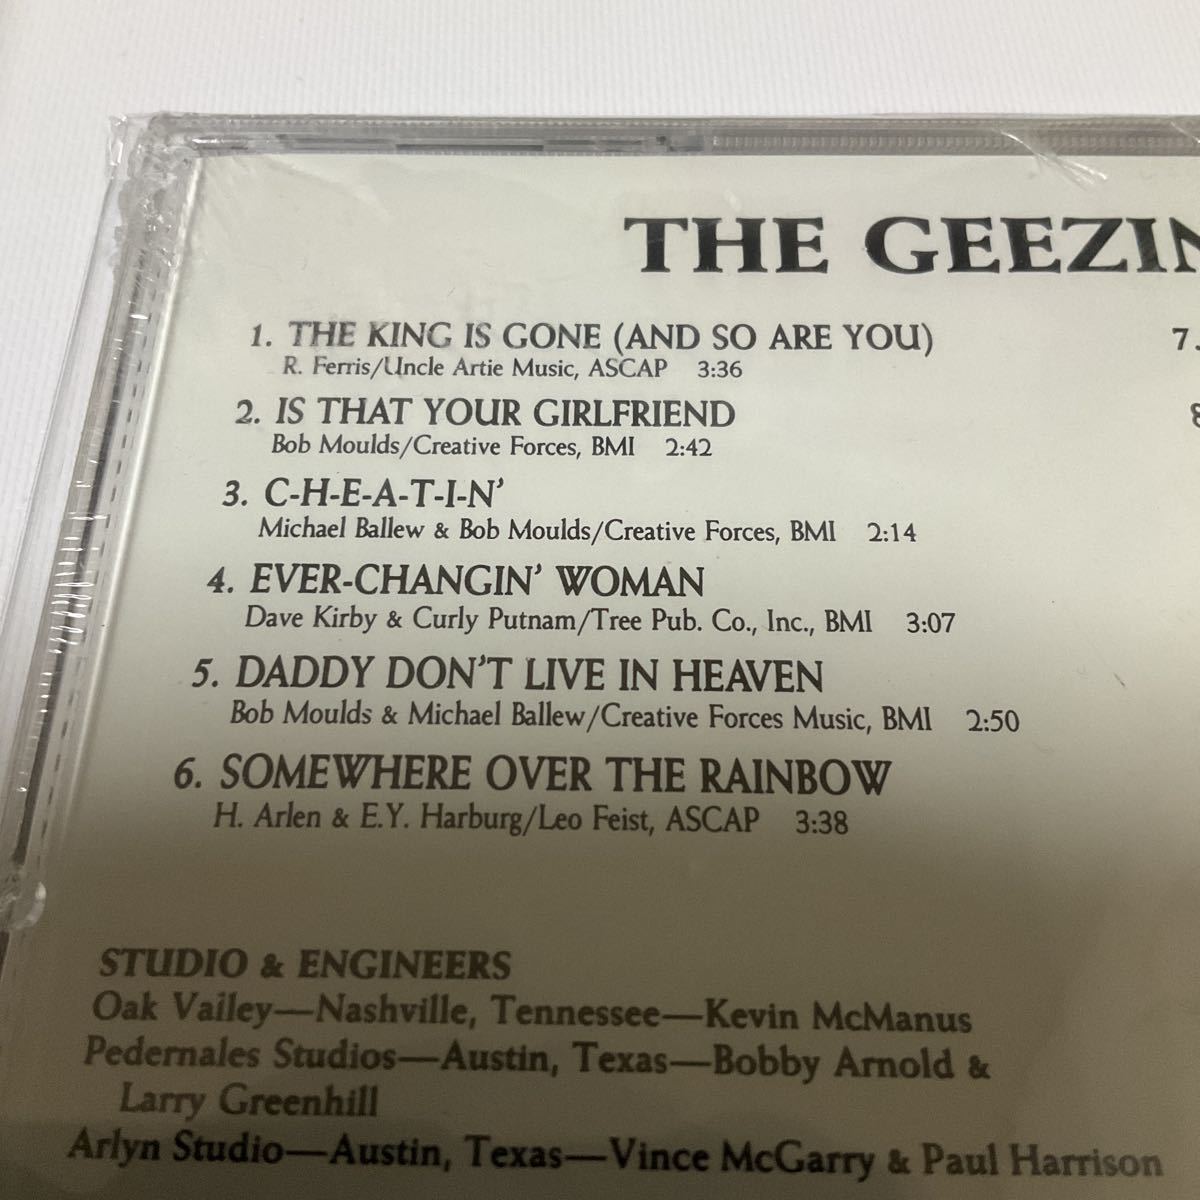 THE GEEZIN
1. THE KING IS GONE (AND SO ARE YOU)
R. Ferris/Uncle Artie Music, ASCAP 3:36
2. IS THAT YOUR GIRLFRIEND
Bob Moulds/Creative Forces, BMI 2:42
3. C-H-E-A-T-I-N'
Michael Ballew & Bob Moulds/Creative Forces, BMI 2:14
4. EVER-CHANGIN' WOMAN
Dave Kirby & Curly Putnam/Tree Pub. Co., Inc., BMI 3:07
5. DADDY DON'T LIVE IN HEAVEN
Bob Moulds & Michael Ballew/Creative Forces Music, BMI 2:50
6. SOMEWHERE OVER THE RAINBOW
H. Arlen & E.Y. Harburg/Leo Feist, ASCAP 3:38
7.
8
STUDIO & ENGINEERS
Oak Vailey—Nashville, Tennessee—Kevin McManus
Pedernales Studios—Austin, Texas—Bobby Arnold &
Larry Greenhill
Arlyn Studio—Austin, Texas—Vince McGarry & Paul Harrison